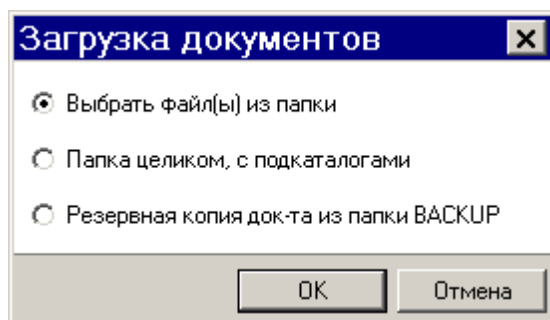 Загрузка документов
Выбрать файл(ы) из папки
Папка целиком, с подкаталогами
Резервная копия док-та из папки BACKUP
OK
Отмена